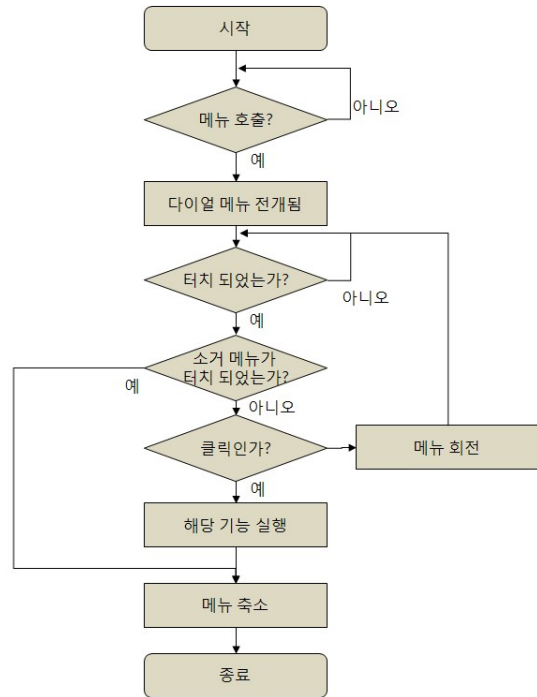 시작
아니오
메뉴 호출?
예
다이얼 메뉴 전개됨
터치 되었는가?
아니오
예
소거 메뉴가
터치 되었는가?
예
아니오
클릭인가?
메뉴 회전
예
해당 기능 실행
메뉴 축소
종료